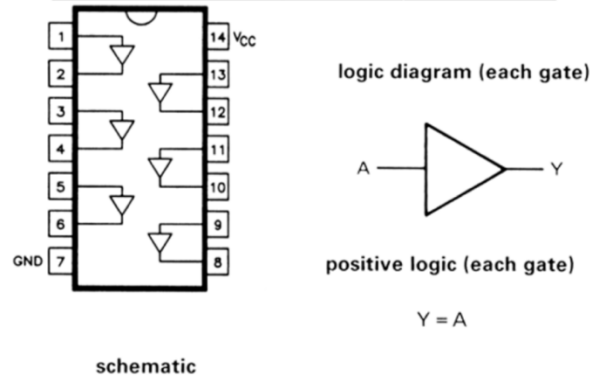 1
14 VCC
2
13
3
12
4
11
5
10
6
9
GND 7
8
schematic
logic diagram (each gate)
A
Y
positive logic (each gate)
Y = A